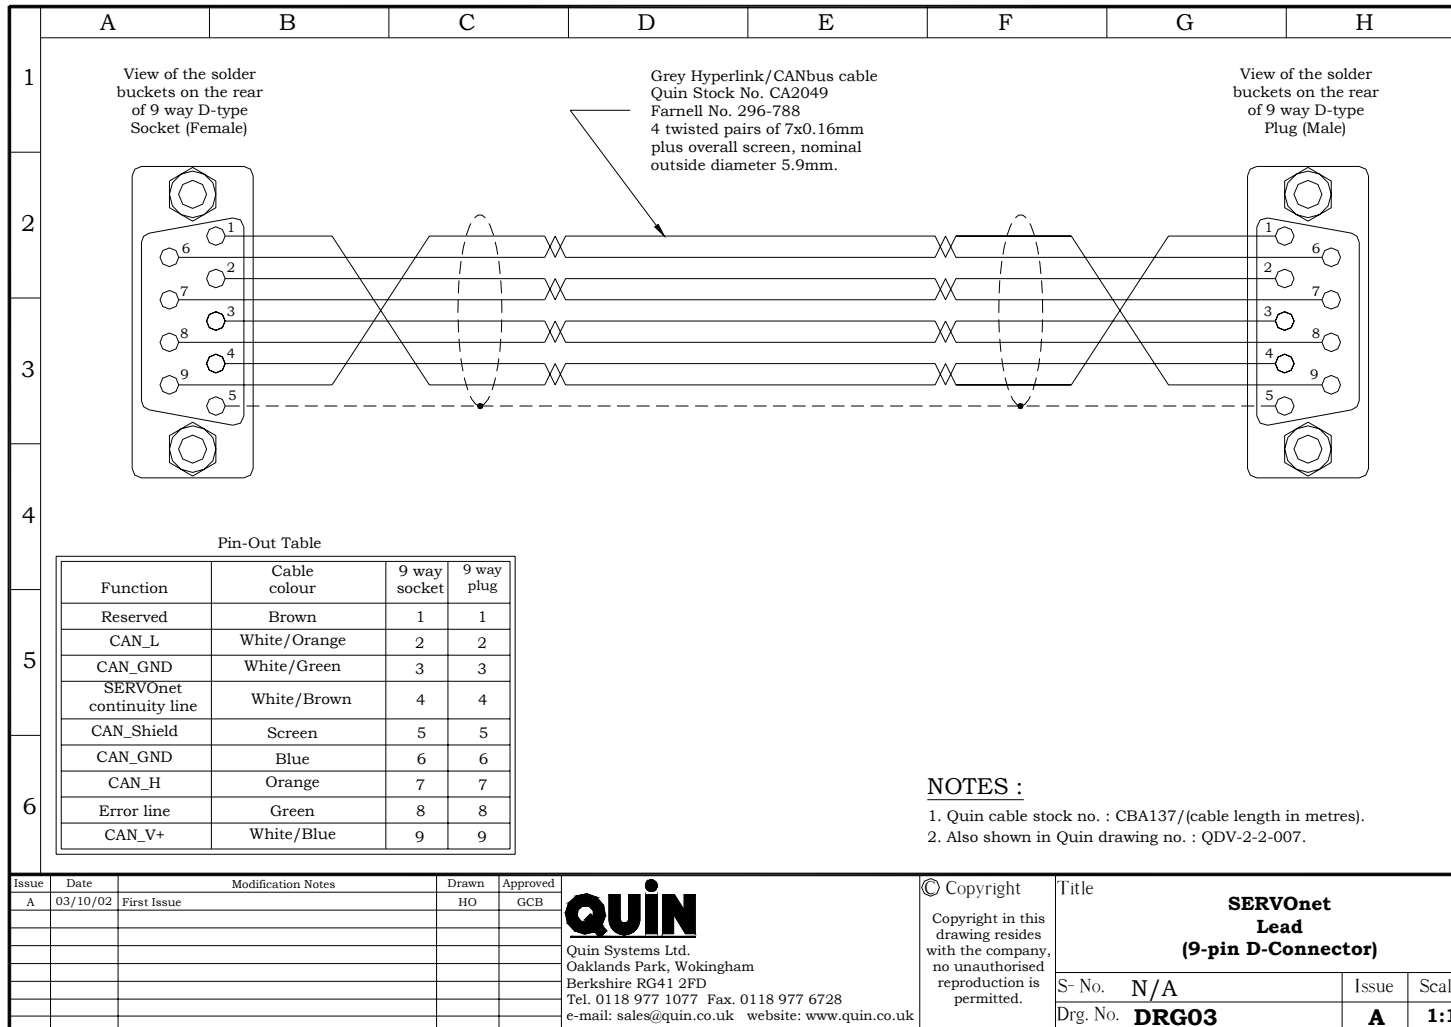 A B C D E F G H
1
2
3
4
5
6
View of the solder
buckets on the rear
of 9 way D-type
Socket (Female)
Grey Hyperlink/CANbus cable
Quin Stock No. CA2049
Farnell No. 296-788
4 twisted pairs of 7x0.16mm
plus overall screen, nominal
outside diameter 5.9mm.
View of the solder
buckets on the rear
of 9 way D-type
Plug (Male)
1
6
2
7
3
8
4
9
5
1
6
2
7
3
8
4
9
5
Pin-Out Table
Function Cable colour 9 way socket 9 way plug
Reserved Brown 1 1
CAN_L White/Orange 2 2
CAN_GND White/Green 3 3
SERVOnet continuity line White/Brown 4 4
CAN_Shield Screen 5 5
CAN_GND Blue 6 6
CAN_H Orange 7 7
Error line Green 8 8
CAN_V+ White/Blue 9 9
NOTES :
1. Quin cable stock no. : CBA137/(cable length in metres).
2. Also shown in Quin drawing no. : QDV-2-2-007.
Issue Date Modification Notes Drawn Approved
A 03/10/02 First Issue HO GCB
QUiN
Quin Systems Ltd.
Oaklands Park, Wokingham
Berkshire RG41 2FD
Tel. 0118 977 1077 Fax. 0118 977 6728
e-mail: sales@quin.co.uk website: www.quin.co.uk
© Copyright
Copyright in this
drawing resides
with the company,
no unauthorised
reproduction is
permitted.
Title
SERVOnet
Lead
(9-pin D-Connector)
S- No. N/A
Issue Scal
Drg. No. DRG03
A 1:1